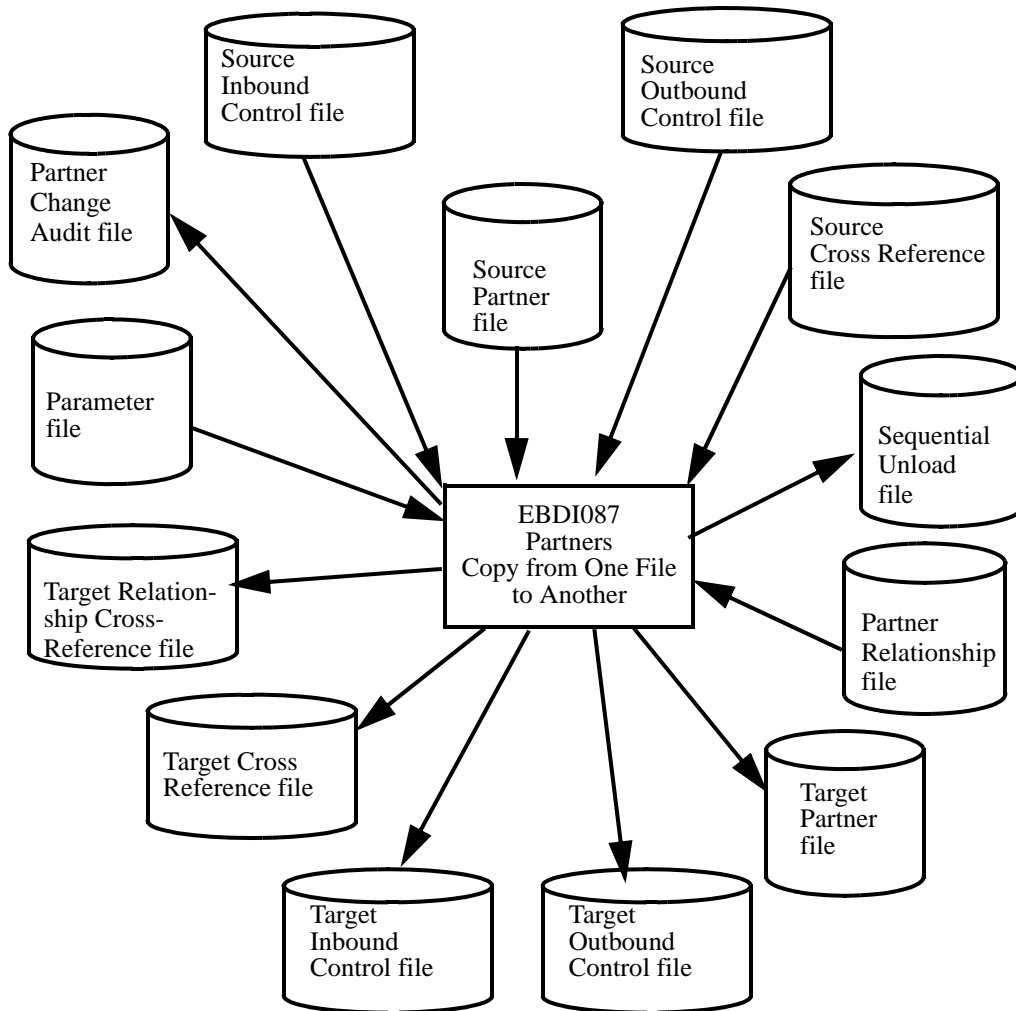 Source
Inbound
Control file
Source
Outbound
Control file
Partner
Change
Audit file
Source
Partner
file
Source
Cross Reference
file
Parameter
file
Sequential
Unload
file
EBDI087
Partners
Copy from One File
to Another
Target Relation-
ship Cross-
Reference file
Partner
Relationship
file
Target Cross
Reference file
Target
Partner
file
Target
Inbound
Control file
Target
Outbound
Control file